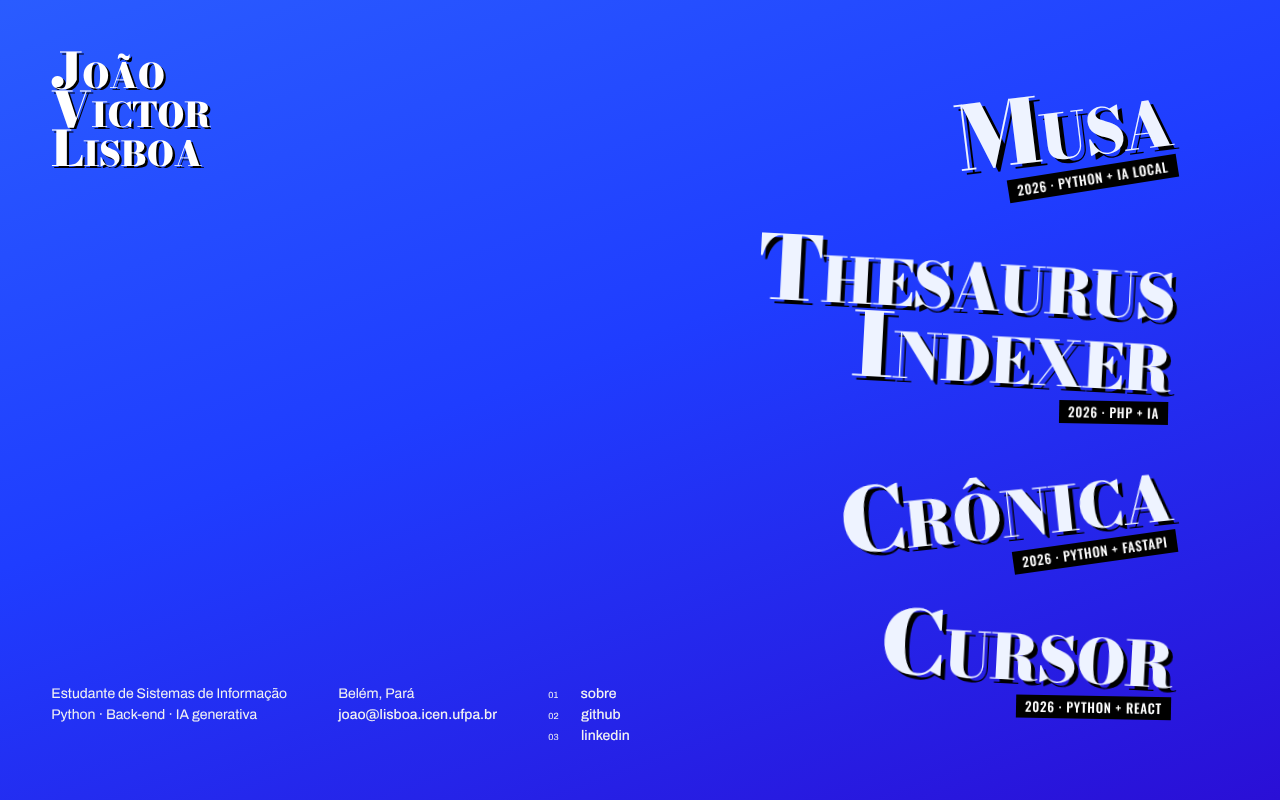 João
Victor
Lisboa
Musa
2026 · PYTHON + IA LOCAL
Thesaurus
Indexer
2026 · PHP + IA
Crônica
2026 · PYTHON + FASTAPI
Cursor
2026 · PYTHON + REACT
Estudante de Sistemas de Informação
Python · Back-end · IA generativa
Belém, Pará
joao@lisboa.icen.ufpa.br
01 sobre
02 github
03 linkedin